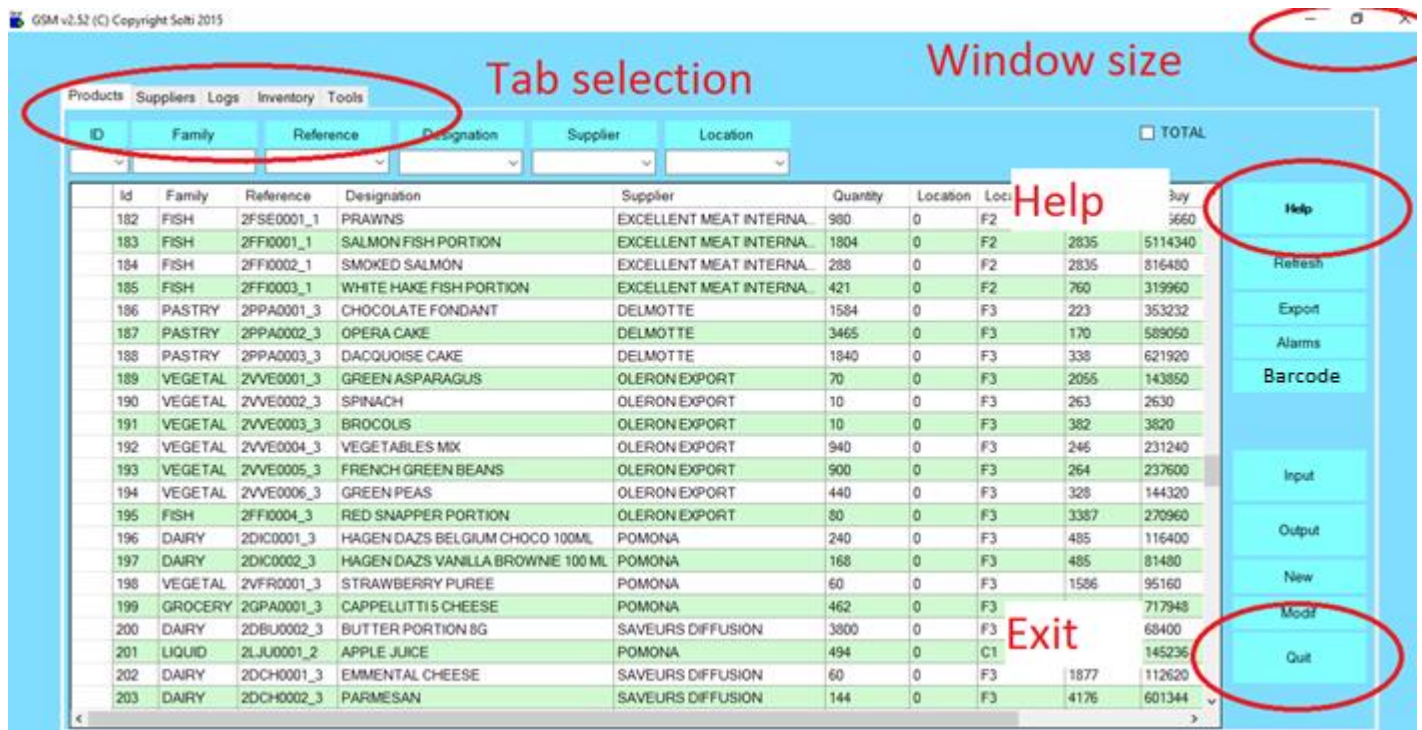 GSM v2.52 (C) Copyright Solti 2015
Window size
Tab selection
Products Suppliers Logs Inventory Tools
ID Family Reference Designation Supplier Location TOTAL
Id Family Reference Designation Supplier Quantity Location Buy
Help
182 FISH 2FSE0001_1 PRAWNS EXCELLENT MEAT INTERNA... 980 0 F2
Help
183 FISH 2FFI0001_1 SALMON FISH PORTION EXCELLENT MEAT INTERNA... 1804 0 F2 2835 5114340
184 FISH 2FFI0002_1 SMOKED SALMON EXCELLENT MEAT INTERNA... 288 0 F2 2835 816480
Refresh
185 FISH 2FFI0003_1 WHITE HAKE FISH PORTION EXCELLENT MEAT INTERNA... 421 0 F2 760 319960
186 PASTRY 2PPA0001_3 CHOCOLATE FONDANT DELMOTTE 1584 0 F3 223 353232
Export
187 PASTRY 2PPA0002_3 OPERA CAKE DELMOTTE 3465 0 F3 170 589050
Alarms
188 PASTRY 2PPA0003_3 DACQUOISE CAKE DELMOTTE 1840 0 F3 338 621920
189 VEGETAL 2VVE0001_3 GREEN ASPARAGUS OLERON EXPORT 70 0 F3 2055 143850
Barcode
190 VEGETAL 2VVE0002_3 SPINACH OLERON EXPORT 10 0 F3 263 2630
191 VEGETAL 2VVE0003_3 BROCOLIS OLERON EXPORT 10 0 F3 382 3820
192 VEGETAL 2VVE0004_3 VEGETABLES MIX OLERON EXPORT 940 0 F3 246 231240
193 VEGETAL 2VVE0005_3 FRENCH GREEN BEANS OLERON EXPORT 900 0 F3 264 237600
Input
194 VEGETAL 2VVE0006_3 GREEN PEAS OLERON EXPORT 440 0 F3 328 144320
195 FISH 2FFI0004_3 RED SNAPPER PORTION OLERON EXPORT 80 0 F3 3387 270960
196 DAIRY 2DIC0001_3 HAGEN DAZS BELGIUM CHOCO 100ML POMONA 240 0 F3 485 116400
Output
197 DAIRY 2DIC0002_3 HAGEN DAZS VANILLA BROWNIE 100 ML POMONA 168 0 F3 485 81480
198 VEGETAL 2VFR0001_3 STRAWBERRY PUREE POMONA 60 0 F3 1586 95160
New
199 GROCERY 2GPA0001_3 CAPPELLITTI 5 CHEESE POMONA 462 0 F3 717948
Modif
200 DAIRY 2DBU0002_3 BUTTER PORTION 8G SAVEURS DIFFUSION 3800 0 F3 68400
Exit
201 LIQUID 2LJU0001_2 APPLE JUICE POMONA 494 0 C1 145236
Quit
202 DAIRY 2DCH0001_3 EMMENTAL CHEESE SAVEURS DIFFUSION 60 0 F3 1877 112620
203 DAIRY 2DCH0002_3 PARMESAN SAVEURS DIFFUSION 144 0 F3 4176 601344